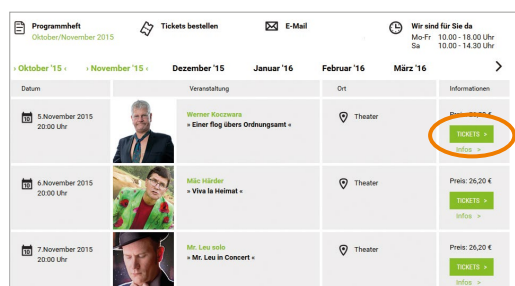 Programmheft
Oktober/November 2015
Tickets bestellen
E-Mail
Wir sind für Sie da
Mo-Fr 10.00 - 18.00 Uhr
Sa 10.00 - 14.30 Uhr
‹ Oktober '15 ‹
‹ November '15 ‹
Dezember '15
Januar '16
Februar '16
März '16
>
Datum
Veranstaltung
Ort
Informationen
5.November 2015
20:00 Uhr
Werner Koczwara
» Einer flog übers Ordnungsamt «
Theater
Preis:
TICKETS >
Infos >
6.November 2015
20:00 Uhr
Mäc Härder
» Viva la Heimat «
Theater
Preis: 26,20 €
TICKETS >
Infos >
7.November 2015
20:00 Uhr
Mr. Leu solo
» Mr. Leu in Concert «
Theater
Preis: 26,20 €
TICKETS >
Infos >